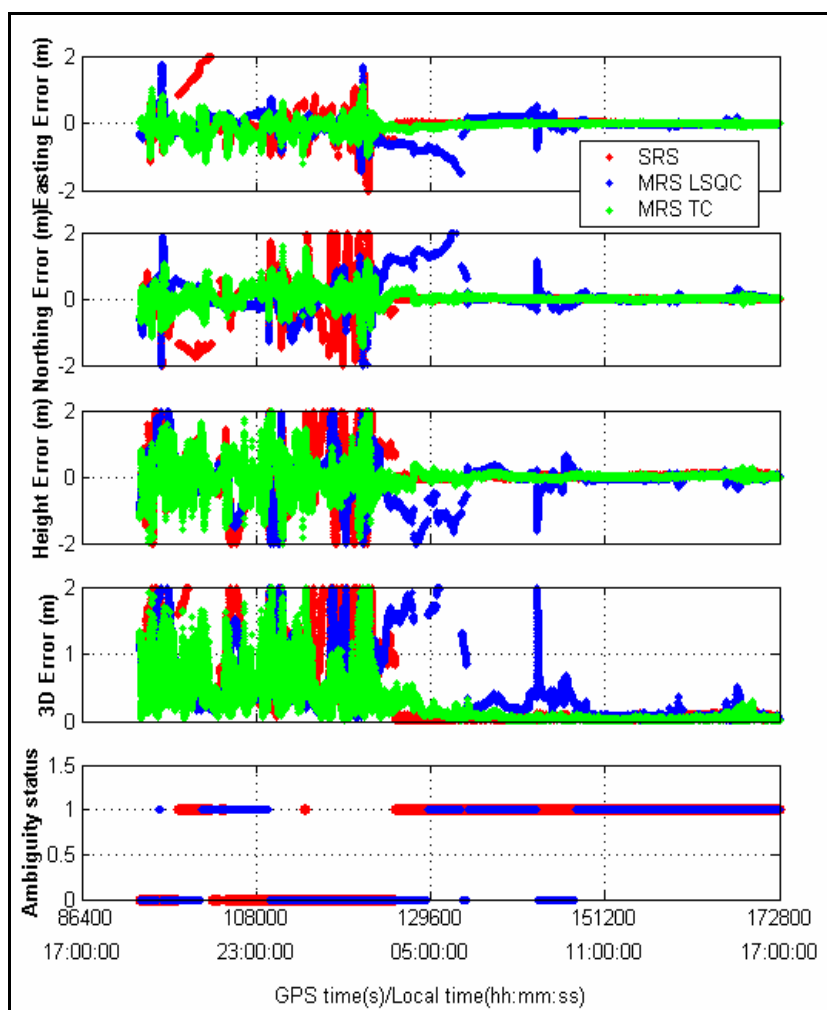 2
0
-2
Easting Error (m)
SRS
MRS LSQC
MRS TC
2
0
-2
Northing Error (m)
2
0
-2
Height Error (m)
2
1
0
3D Error (m)
1.5
1
0.5
0
Ambiguity status
86400 108000 129600 151200 172800
17:00:00 23:00:00 05:00:00 11:00:00 17:00:00
GPS time(s)/Local time(hh:mm:ss)